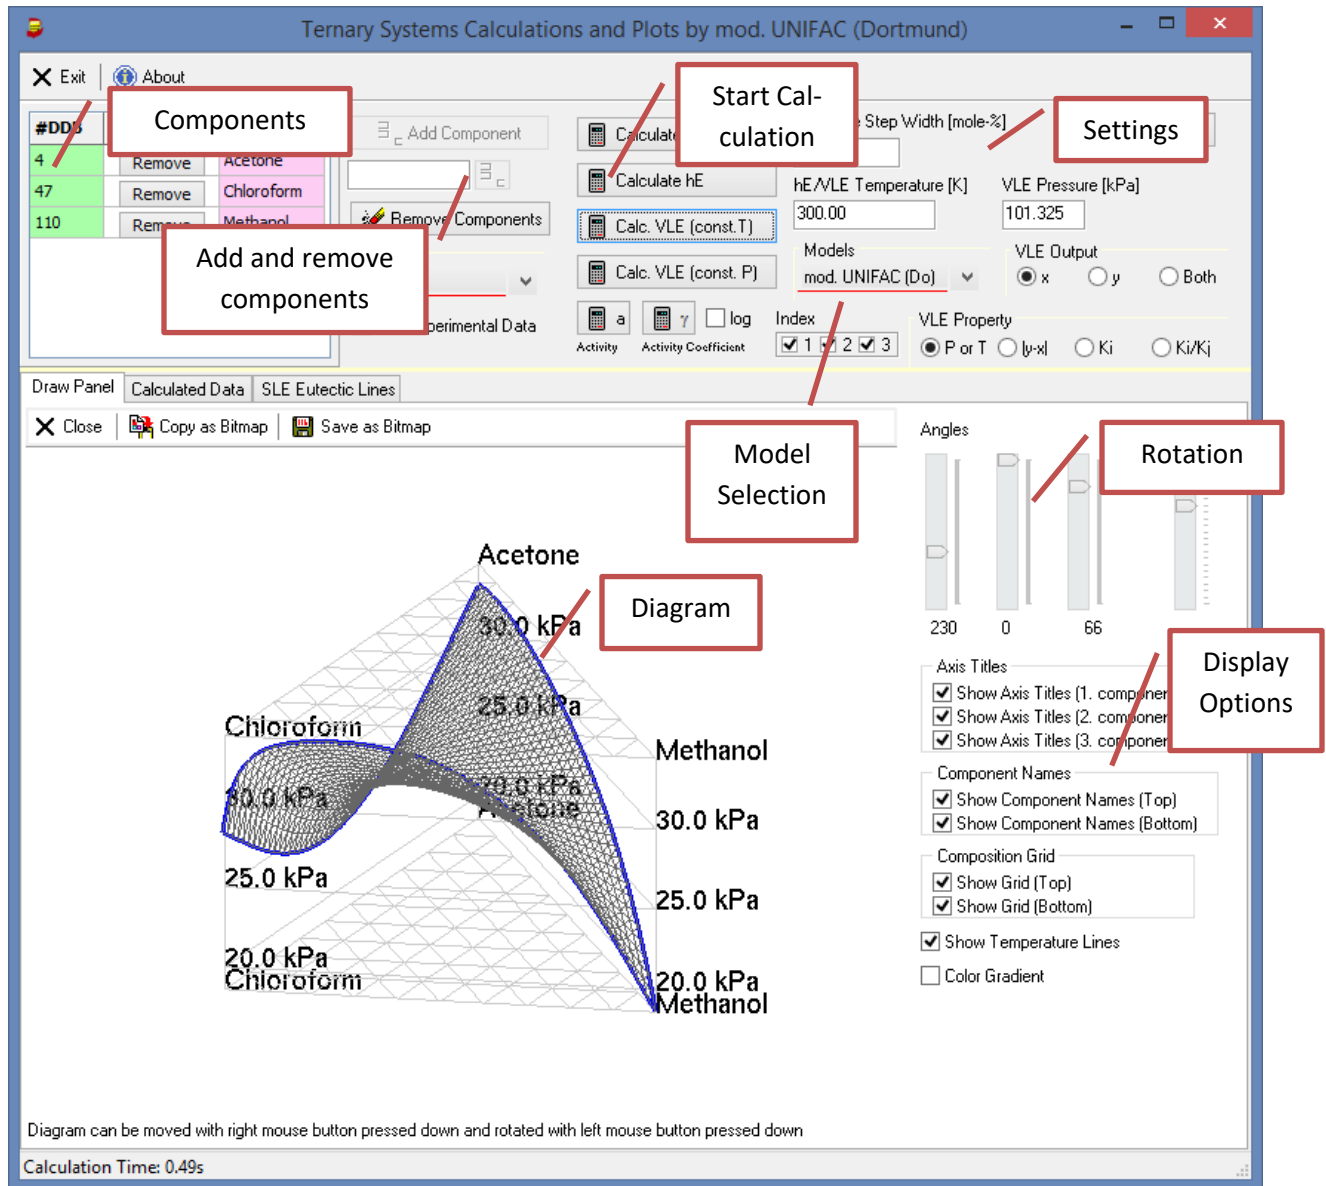 Ternary Systems Calculations and Plots by mod. UNIFAC (Dortmund)
Exit
About
Components
Start Cal-
culation
Settings
#DDB
4 Remove Acetone
47 Remove Chloroform
110 Methanol
Add Component
Remove Components
Add and remove
components
Experimental Data
Calculate
Calculate hE
Calc. VLE (const.T)
Calc. VLE (const. P)
a
γ
log
Activity
Activity Coefficient
Step Width [mole-%]
hE/VLE Temperature [K]
300.00
VLE Pressure [kPa]
101.325
Models
mod. UNIFAC (Do)
VLE Output
x
y
Both
Index
1 2 3
VLE Property
P or T
|y-x|
Ki
Ki/Kj
Draw Panel
Calculated Data
SLE Eutectic Lines
Close
Copy as Bitmap
Save as Bitmap
Model
Selection
Angles
Rotation
230 0 66
Diagram
Display
Options
Acetone
30.0 kPa
25.0 kPa
20.0 kPa
Acetone
Chloroform
30.0 kPa
25.0 kPa
20.0 kPa
Chloroform
Methanol
30.0 kPa
25.0 kPa
20.0 kPa
Methanol
Axis Titles
Show Axis Titles (1. componen
Show Axis Titles (2. componen
Show Axis Titles (3. componen
Component Names
Show Component Names (Top)
Show Component Names (Bottom)
Composition Grid
Show Grid (Top)
Show Grid (Bottom)
Show Temperature Lines
Color Gradient
Diagram can be moved with right mouse button pressed down and rotated with left mouse button pressed down
Calculation Time: 0.49s